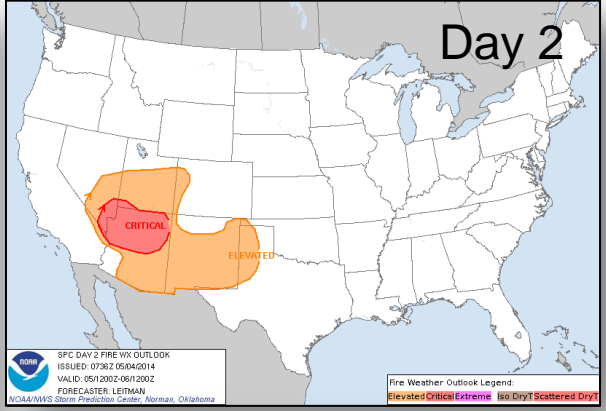 Day 2
CRITICAL
ELEVATED
NOAA
SPC DAY 2 FIRE WX OUTLOOK
ISSUED: 0736Z 05/04/2014
VALID: 05/1200Z-06/1200Z
FORECASTER: LEITMAN
NOAA/NWS Storm Prediction Center, Norman, Oklahoma
Fire Weather Outlook Legend:
Elevated Critical Extreme Iso DryT Scattered DryT